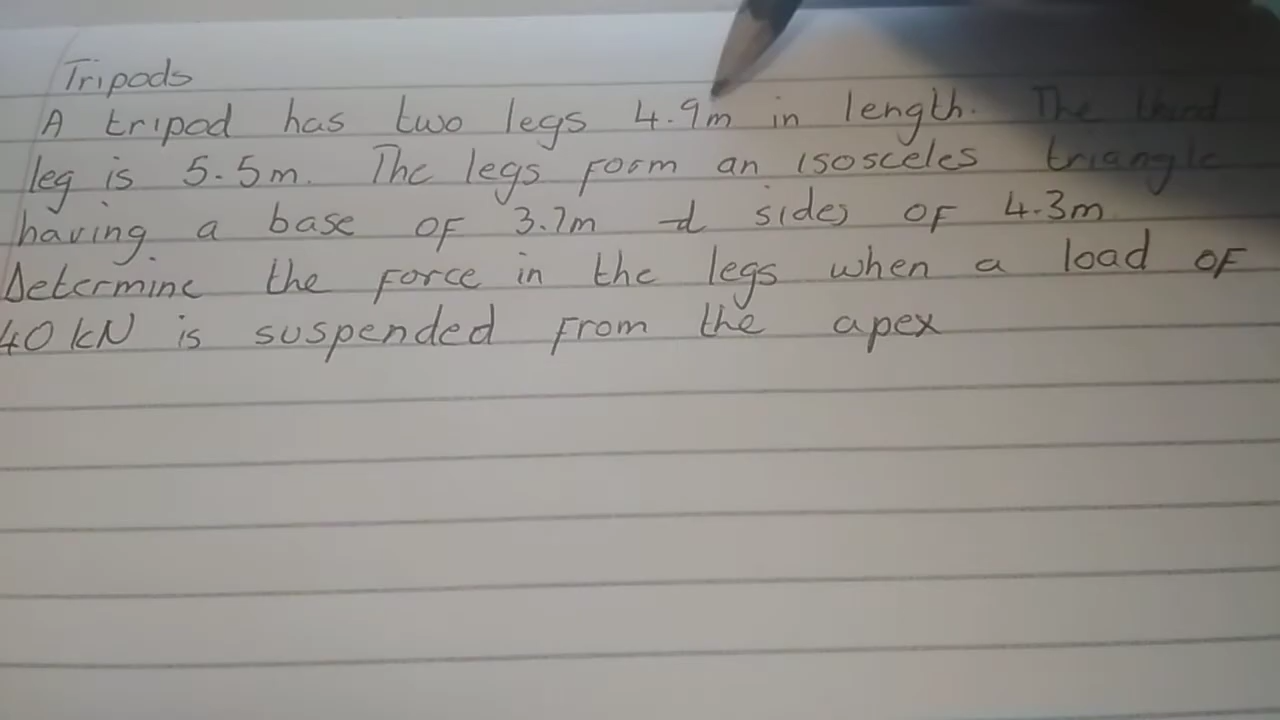 Tripods
A tripod has two legs 4.9m in length. The third
leg is 5.5m. The legs form an isosceles triangle
having a base of 3.7m d sides of 4.3m
Determine the force in the legs when a load of
40 kN is suspended from the apex